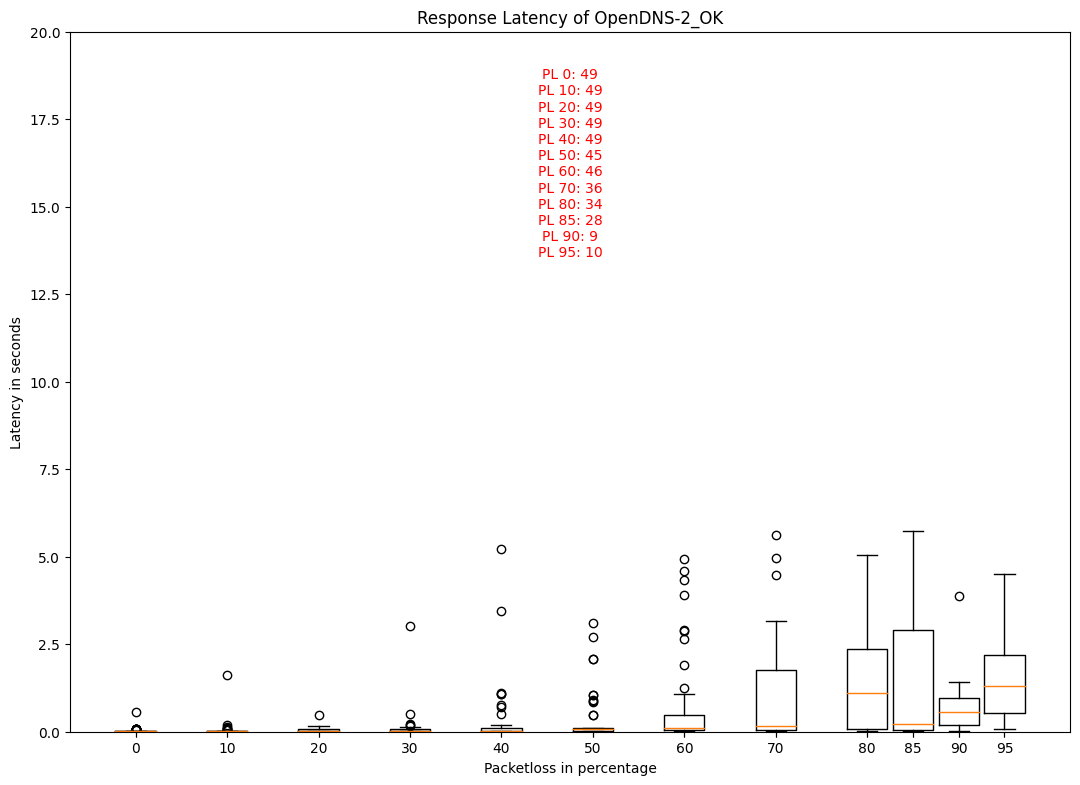 Response Latency of OpenDNS-2_OK
20.0
17.5
15.0
12.5
10.0
7.5
5.0
2.5
0.0
Latency in seconds
PL 0: 49
PL 10: 49
PL 20: 49
PL 30: 49
PL 40: 49
PL 50: 45
PL 60: 46
PL 70: 36
PL 80: 34
PL 85: 28
PL 90: 9
PL 95: 10
0 10 20 30 40 50 60 70 80 85 90 95
Packetloss in percentage